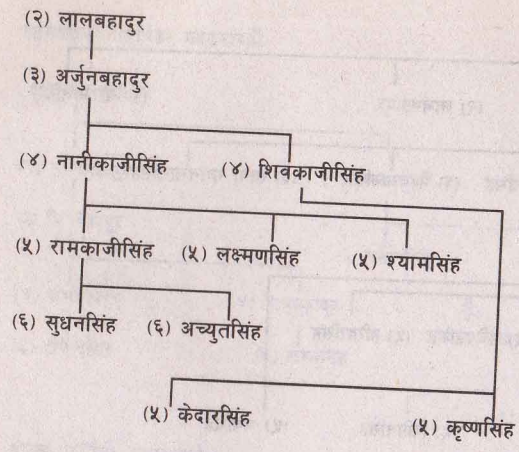 (२) लालबहादुर
(३) अर्जुनबहादुर
(४) नानीकाजीसिंह (४) शिवकाजीसिंह
(५) रामकाजीसिंह (५) लक्ष्मणसिंह (५) श्यामसिंह
(६) सुधनसिंह (६) अच्युतसिंह
(५) केदारसिंह (५) कृष्णसिंह